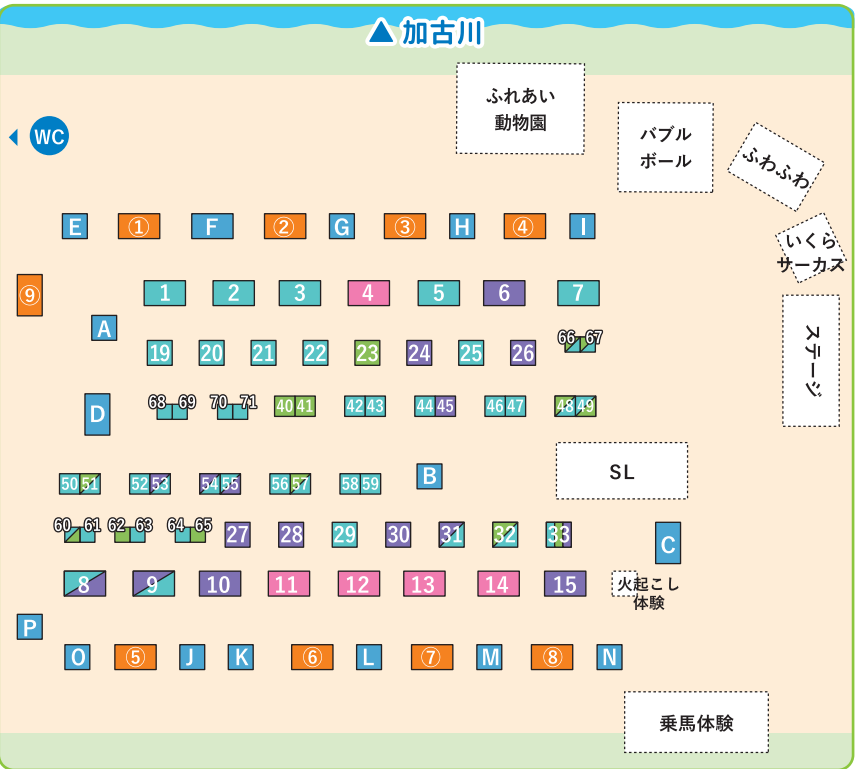 ▲加古川
ふれあい
動物園
バブル
ボール
ふわふわ
いくら
サーカス
ステージ
WC
E ① F ② G ③ H ④ I
⑨
1 2 3 4 5 6 7
A
19 20 21 22 23 24 25 26 66 67
D
68 69 70 71 40 41 42 43 44 45 46 47 48 49
50 51 52 53 54 55 56 57 58 59 B
SL
60 61 62 63 64 65 27 28 29 30 31 32 33
C
8 9 10 11 12 13 14 15
火起こし
体験
P
O ⑤ J K ⑥ L ⑦ M ⑧ N
乗馬体験